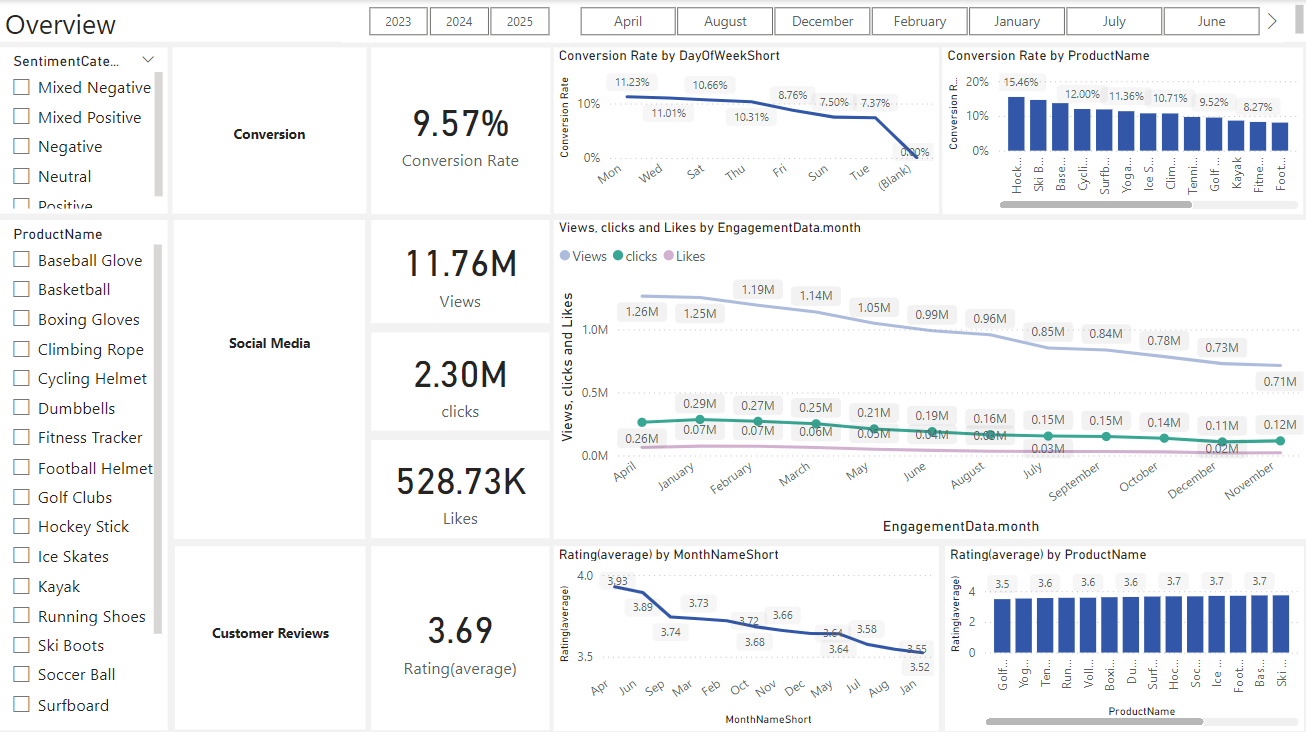 Overview
2023 2024 2025
April August December February January July June
SentimentCate...
Mixed Negative
Mixed Positive
Negative
Neutral
Positive
ProductName
Baseball Glove
Basketball
Boxing Gloves
Climbing Rope
Cycling Helmet
Dumbbells
Fitness Tracker
Football Helmet
Golf Clubs
Hockey Stick
Ice Skates
Kayak
Running Shoes
Ski Boots
Soccer Ball
Surfboard
Conversion
9.57%
Conversion Rate
Conversion Rate by DayOfWeekShort
Conversion Rate
10%
0%
11.23% 10.66% 8.76% 7.50% 7.37%
11.01% 10.31% 0.00%
Mon Wed Sat Thu Fri Sun Tue (Blank)
Conversion Rate by ProductName
Conversion R...
20%
10%
0%
15.46% 12.00% 11.36% 10.71% 9.52% 8.27%
Hock... Ski B... Base... Cycli... Surfb... Yoga... Ice S... Clim... Tenni... Golf ... Kayak Fitne... Foot...
Social Media
11.76M
Views
2.30M
clicks
528.73K
Likes
Views, clicks and Likes by EngagementData.month
Views clicks Likes
Views, clicks and Likes
1.0M
0.5M
0.0M
1.26M 1.25M 1.19M 1.14M 1.05M 0.99M 0.96M 0.85M 0.84M 0.78M 0.73M 0.71M
0.26M 0.29M 0.27M 0.25M 0.21M 0.19M 0.16M 0.15M 0.15M 0.14M 0.11M 0.12M
0.07M 0.07M 0.06M 0.05M 0.04M 0.03M 0.02M
April January February March May June August July September October December November
EngagementData.month
Customer Reviews
3.69
Rating(average)
Rating(average) by MonthNameShort
Rating(average)
4.0
3.5
3.93 3.89 3.74 3.73 3.72 3.68 3.66 3.64 3.64 3.58 3.55 3.52
Apr Jun Sep Mar Feb Oct Nov Dec May Jul Aug Jan
MonthNameShort
Rating(average) by ProductName
Rating(average)
4
2
0
3.5 3.6 3.6 3.6 3.7 3.7 3.7
Golf... Yog... Ten... Run... Voll... Boxi... Du... Surf... Hoc... Soc... Ice ... Foot... Bas... Ski ...
ProductName